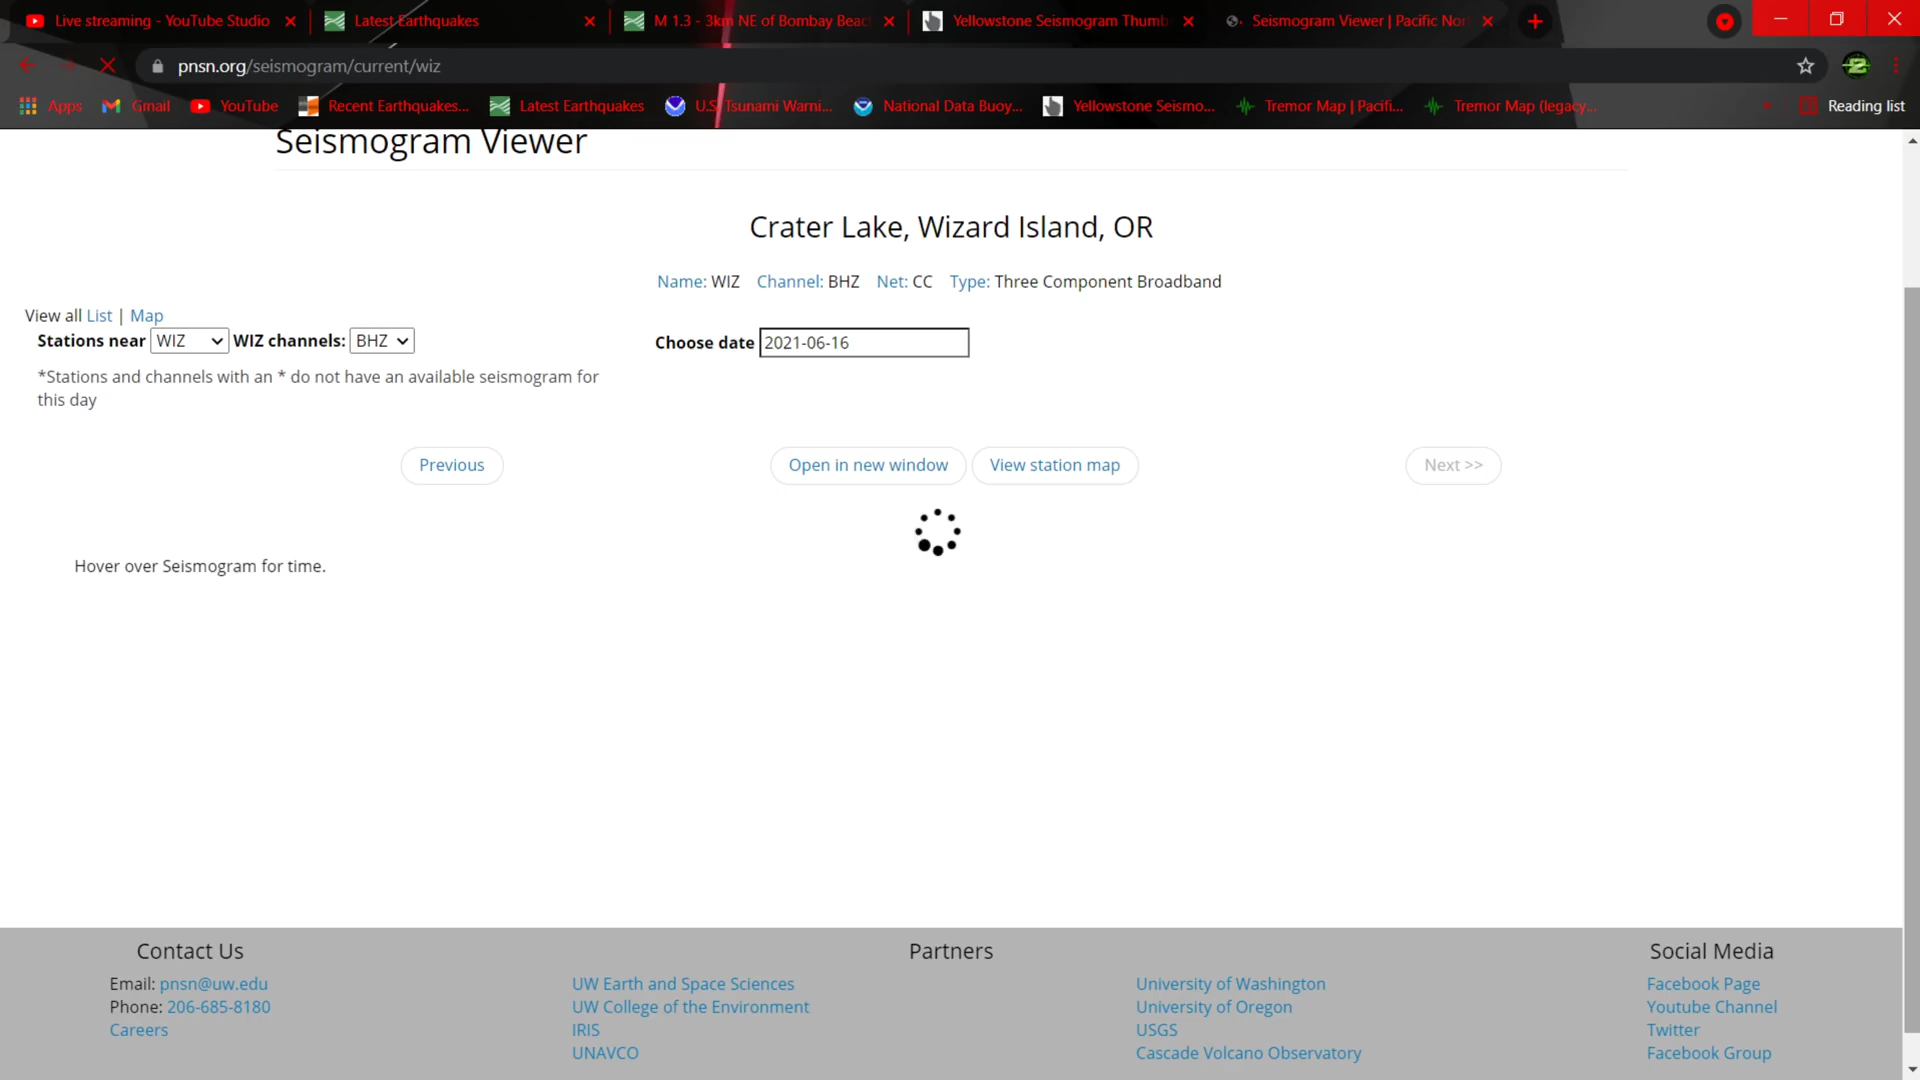 Live streaming - YouTube Studio
Latest Earthquakes
M 1.3 - 3km NE of Bombay Beac
Yellowstone Seismogram Thumb
Seismogram Viewer | Pacific Nor
pnsn.org/seismogram/current/wiz
Apps
Gmail
YouTube
Recent Earthquakes...
Latest Earthquakes
U.S. Tsunami Warni...
National Data Buoy...
Yellowstone Seismo...
Tremor Map | Pacifi...
Tremor Map (legacy...
Reading list
Seismogram Viewer
Crater Lake, Wizard Island, OR
Name: WIZ Channel: BHZ Net: CC Type: Three Component Broadband
View all List | Map
Stations near WIZ WIZ channels: BHZ
Choose date 2021-06-16
*Stations and channels with an * do not have an available seismogram for
this day
Previous
Open in new window
View station map
Next >>
Hover over Seismogram for time.
Contact Us
Email: pnsn@uw.edu
Phone: 206-685-8180
Careers
Partners
UW Earth and Space Sciences
UW College of the Environment
IRIS
UNAVCO
University of Washington
University of Oregon
USGS
Cascade Volcano Observatory
Social Media
Facebook Page
Youtube Channel
Twitter
Facebook Group